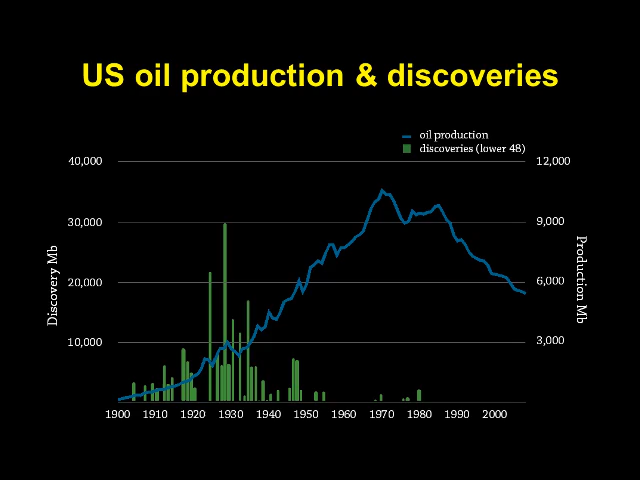 US oil production & discoveries
oil production
discoveries (lower 48)
40,000
12,000
30,000
9,000
Discovery Mb
Production Mb
20,000
6,000
10,000
3,000
1900 1910 1920 1930 1940 1950 1960 1970 1980 1990 2000